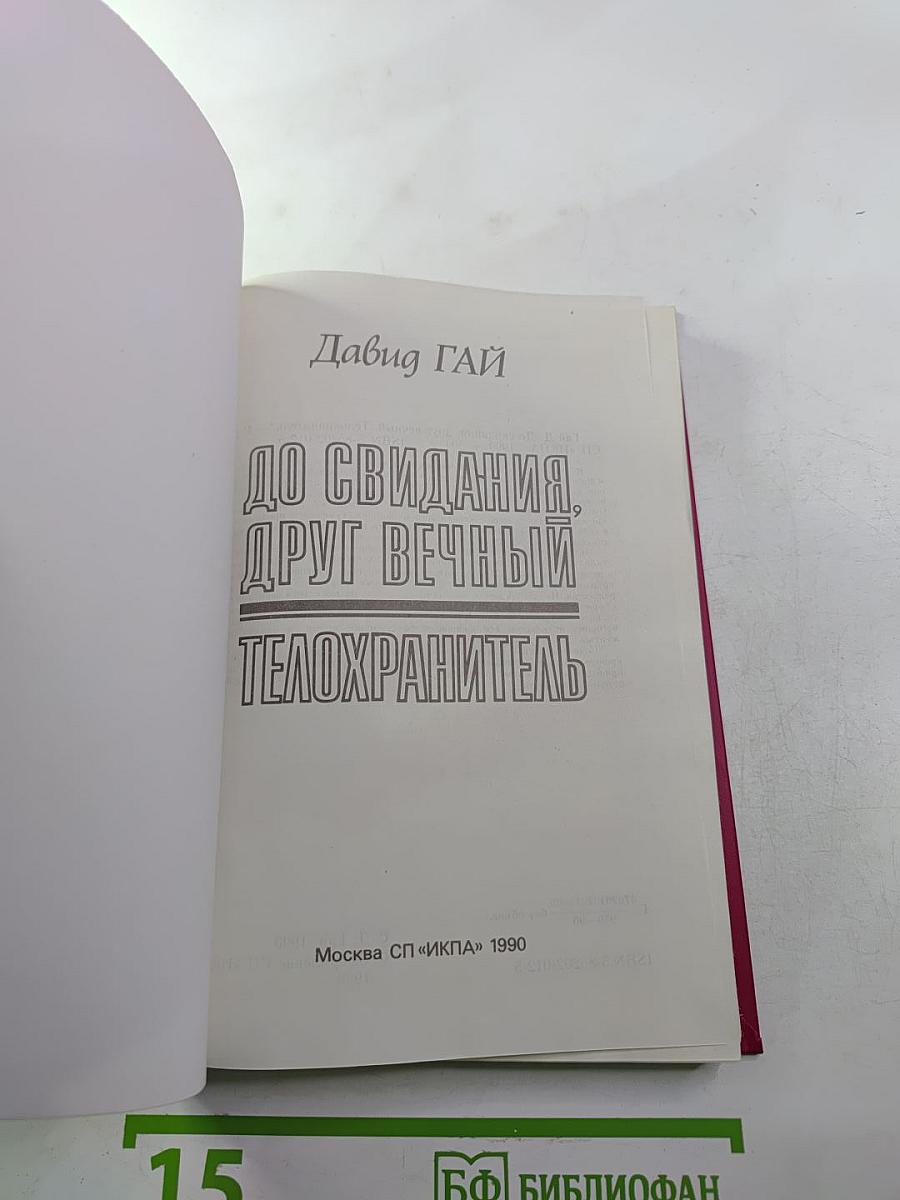 Давид ГАЙ
ДО СВИДАНИЯ,
ДРУГ ВЕЧНЫЙ
ТЕЛОХРАНИТЕЛЬ
Москва СП «ИКПА» 1990
15
БФ БИБЛИОФАН